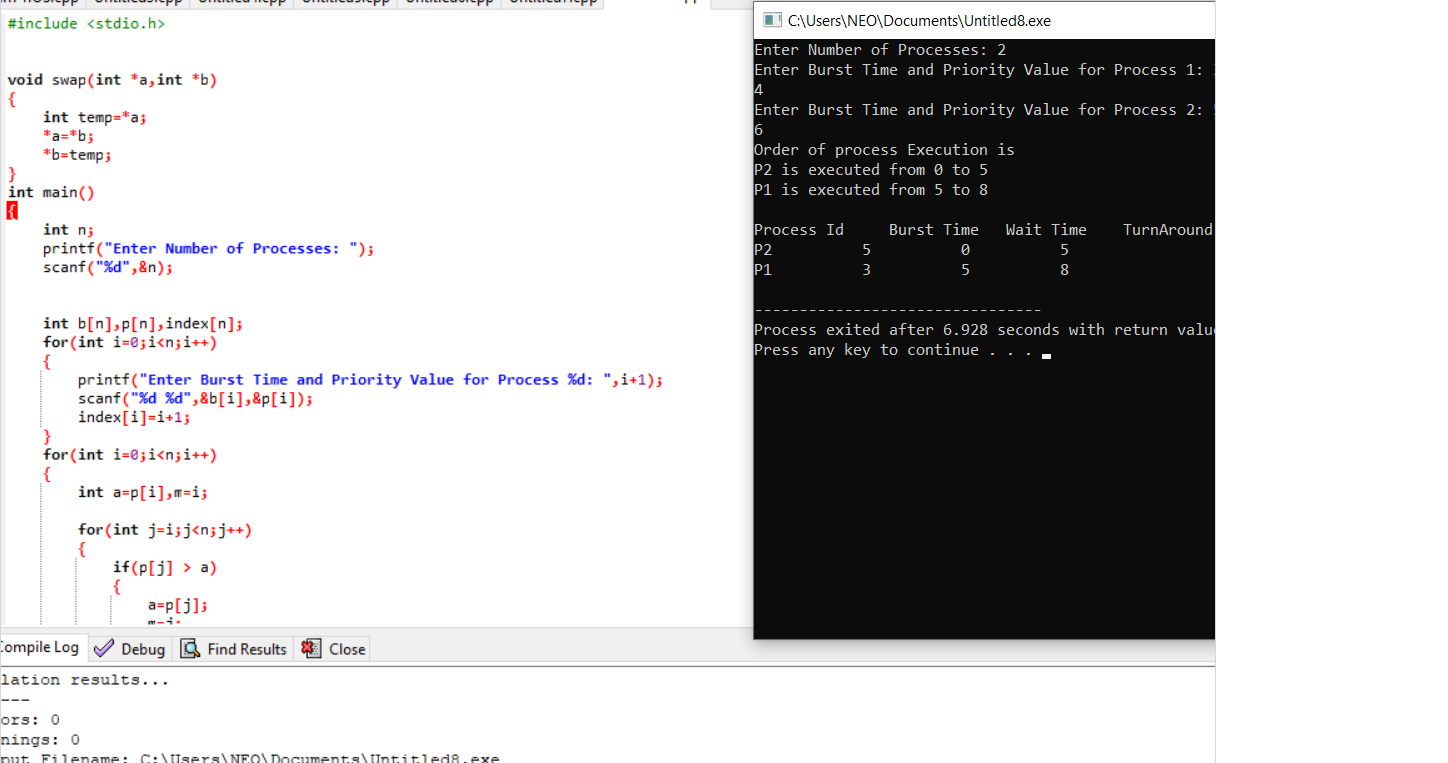 #include <stdio.h>
void swap(int *a,int *b)
{
int temp=*a;
*a=*b;
*b=temp;
}
int main()
{
int n;
printf("Enter Number of Processes: ");
scanf("%d",&n);
int b[n],p[n],index[n];
for(int i=0;i<n;i++)
{
printf("Enter Burst Time and Priority Value for Process %d: ",i+1);
scanf("%d %d",&b[i],&p[i]);
index[i]=i+1;
}
for(int i=0;i<n;i++)
{
int a=p[i],m=i;
for(int j=i;j<n;j++)
{
if(p[j] > a)
{
a=p[j];
m=j;
Compile Log Debug Find Results Close
lation results...
---
ors: 0
nings: 0
put Filename: C:\Users\NEO\Documents\Untitled8.exe
C:\Users\NEO\Documents\Untitled8.exe
Enter Number of Processes: 2
Enter Burst Time and Priority Value for Process 1:
4
Enter Burst Time and Priority Value for Process 2:
6
Order of process Execution is
P2 is executed from 0 to 5
P1 is executed from 5 to 8
Process Id Burst Time Wait Time TurnAround
P2 5 0 5
P1 3 5 8
--------------------------------
Process exited after 6.928 seconds with return valu
Press any key to continue . . .